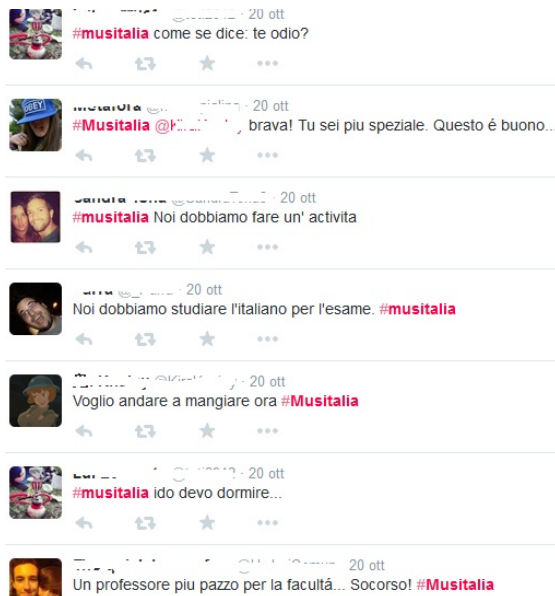 20 ott
#musitalia come se dice: te odio?
20 ott
#Musitalia brava! Tu sei piu speziale. Questo é buono...
20 ott
#musitalia Noi dobbiamo fare un' activita
20 ott
Noi dobbiamo studiare l'italiano per l'esame. #musitalia
20 ott
Voglio andare a mangiare ora #Musitalia
20 ott
#musitalia ido devo dormire...
20 ott
Un professore piu pazzo per la facultá... Socorso! #Musitalia